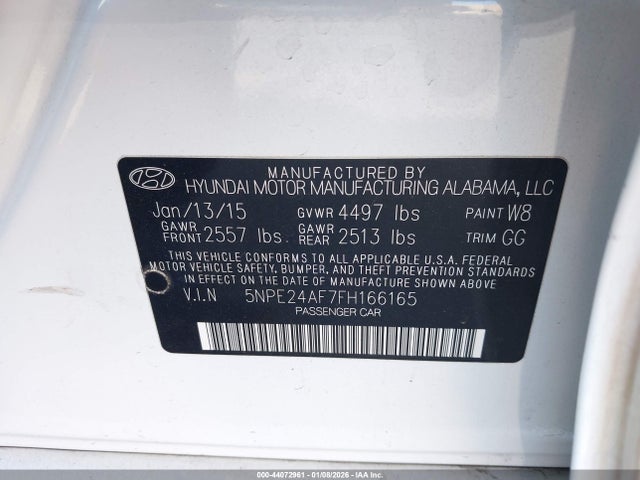 MANUFACTURED BY
HYUNDAI MOTOR MANUFACTURING ALABAMA, LLC
Jan/13/15 GVWR 4497 lbs PAINT W8
GAWR FRONT 2557 lbs. GAWR REAR 2513 lbs TRIM GG
THIS VEHICLE CONFORMS TO ALL APPLICABLE U.S.A. FEDERAL
MOTOR VEHICLE SAFETY, BUMPER, AND THEFT PREVENTION STANDARDS
IN EFFECT ON THE DATE OF MANUFACTURE SHOWN ABOVE.
V.I.N 5NPE24AF7FH166165
PASSENGER CAR
000-44072961 - 01/08/2026 - IAA Inc.